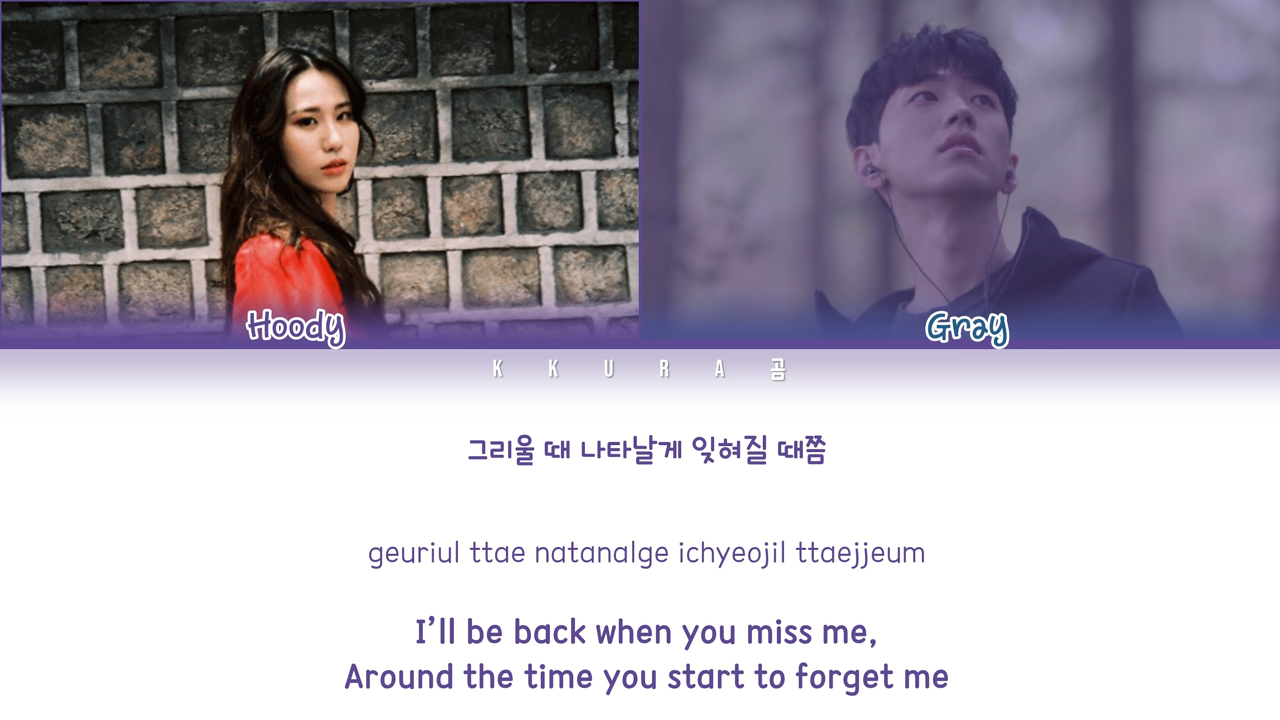 Hoody
Gray
K K U R A 곰
그리울 때 나타날게 잊혀질 때쯤
geuriul ttae natanalge ichyeojil ttaejjeum
I'll be back when you miss me,
Around the time you start to forget me